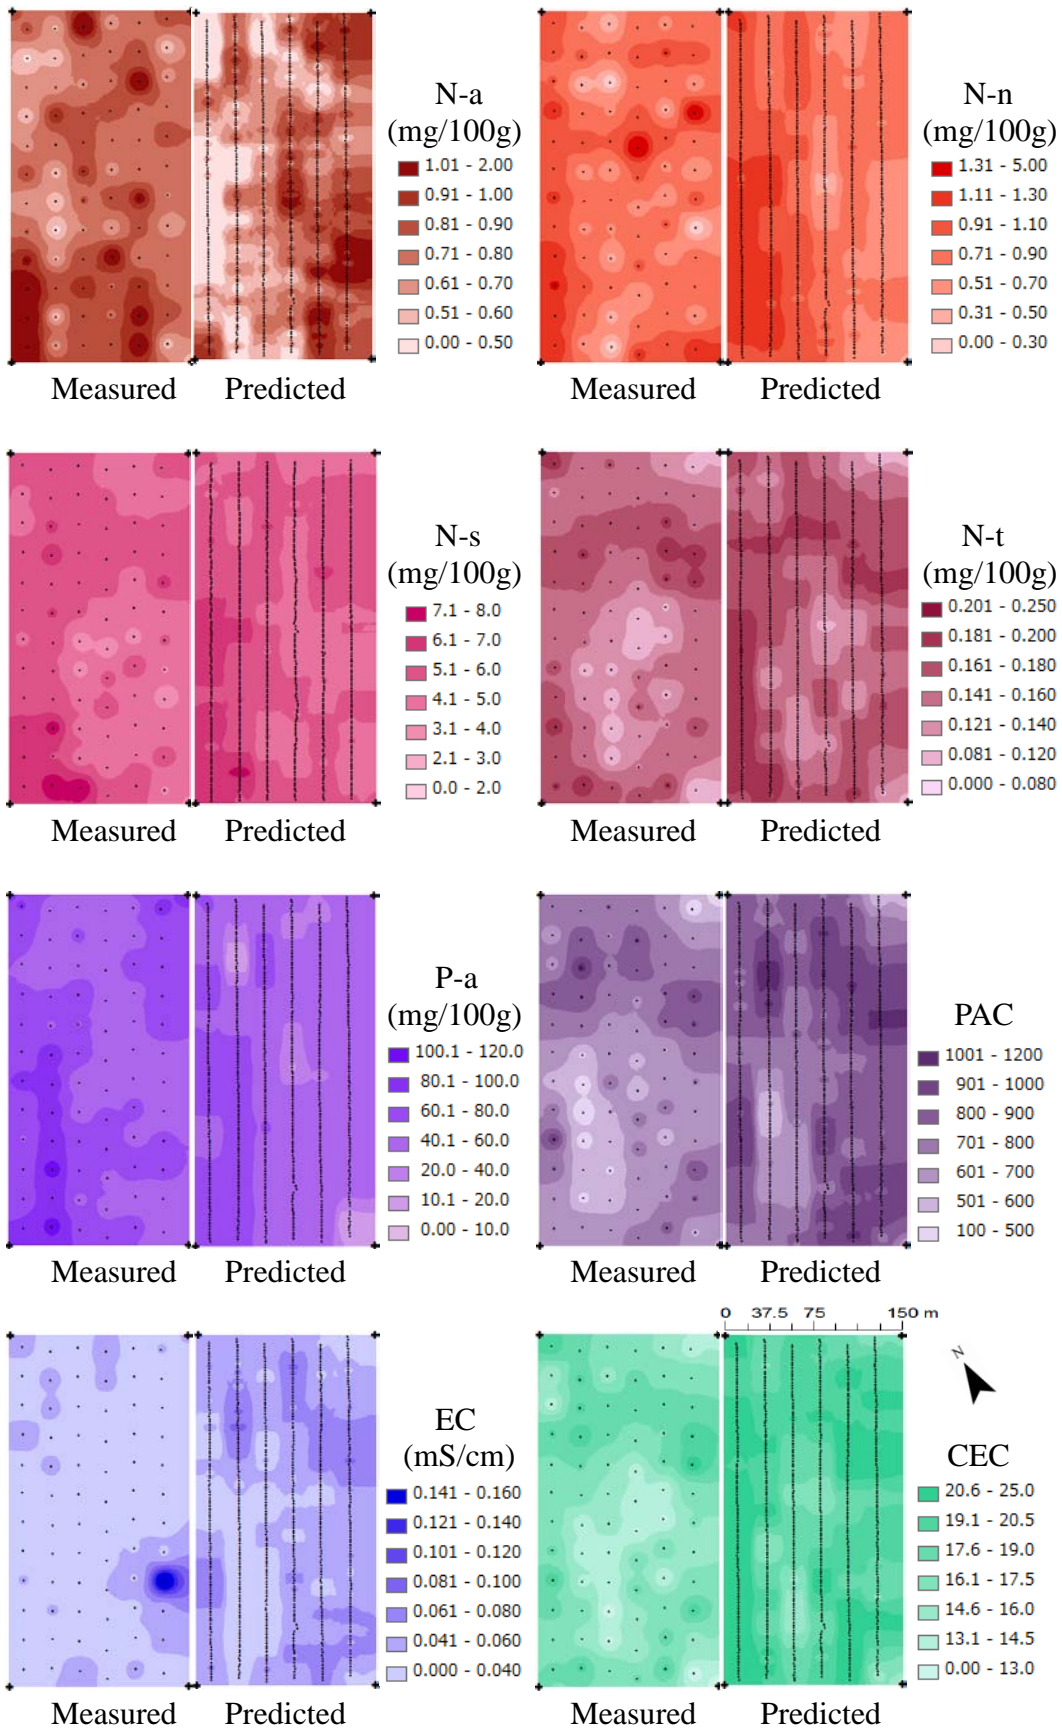 N-a
(mg/100g)
1.01 - 2.00
0.91 - 1.00
0.81 - 0.90
0.71 - 0.80
0.61 - 0.70
0.51 - 0.60
0.00 - 0.50
Measured Predicted
N-n
(mg/100g)
1.31 - 5.00
1.11 - 1.30
0.91 - 1.10
0.71 - 0.90
0.51 - 0.70
0.31 - 0.50
0.00 - 0.30
Measured Predicted
N-s
(mg/100g)
7.1 - 8.0
6.1 - 7.0
5.1 - 6.0
4.1 - 5.0
3.1 - 4.0
2.1 - 3.0
0.0 - 2.0
Measured Predicted
N-t
(mg/100g)
0.201 - 0.250
0.181 - 0.200
0.161 - 0.180
0.141 - 0.160
0.121 - 0.140
0.081 - 0.120
0.000 - 0.080
Measured Predicted
P-a
(mg/100g)
100.1 - 120.0
80.1 - 100.0
60.1 - 80.0
40.1 - 60.0
20.0 - 40.0
10.1 - 20.0
0.00 - 10.0
Measured Predicted
PAC
1001 - 1200
901 - 1000
800 - 900
701 - 800
601 - 700
501 - 600
100 - 500
Measured Predicted
EC
(mS/cm)
0.141 - 0.160
0.121 - 0.140
0.101 - 0.120
0.081 - 0.100
0.061 - 0.080
0.041 - 0.060
0.000 - 0.040
Measured Predicted
0 37.5 75 150 m
N
CEC
20.6 - 25.0
19.1 - 20.5
17.6 - 19.0
16.1 - 17.5
14.6 - 16.0
13.1 - 14.5
0.00 - 13.0
Measured Predicted